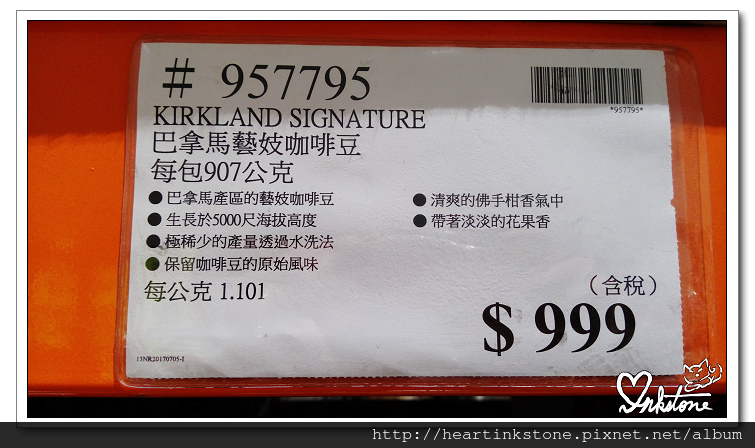 # 957795
*957795*
KIRKLAND SIGNATURE
巴拿馬藝妓咖啡豆
每包907公克
●巴拿馬產區的藝妓咖啡豆
●生長於5000尺海拔高度
●極稀少的產量透過水洗法
●保留咖啡豆的原始風味
●清爽的佛手柑香氣中
●帶著淡淡的花果香
每公克 1.101
（含稅）
$ 999
13NR20170705-1
Inkstone
http://heartinkstone.pixnet.net/album